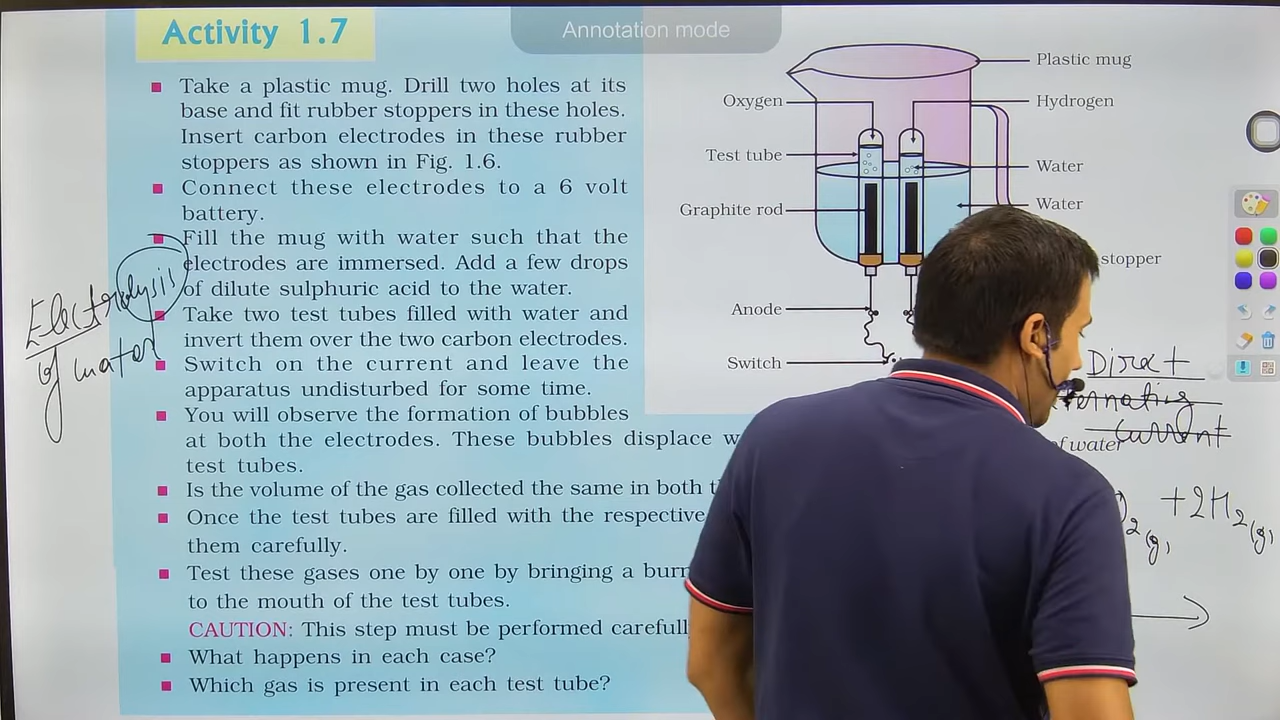 Activity 1.7
Annotation mode
Take a plastic mug. Drill two holes at its
base and fit rubber stoppers in these holes.
Insert carbon electrodes in these rubber
stoppers as shown in Fig. 1.6.
Connect these electrodes to a 6 volt
battery.
Fill the mug with water such that the
electrodes are immersed. Add a few drops
of dilute sulphuric acid to the water.
Take two test tubes filled with water and
invert them over the two carbon electrodes.
Switch on the current and leave the
apparatus undisturbed for some time.
You will observe the formation of bubbles
at both the electrodes. These bubbles displace
test tubes.
Is the volume of the gas collected the same in both
Once the test tubes are filled with the respective
them carefully.
Test these gases one by one by bringing a
to the mouth of the test tubes.
CAUTION: This step must be performed
What happens in each case?
Which gas is present in each test tube?
Electrolysis
of water
Plastic mug
Oxygen
Hydrogen
Test tube
Water
Graphite rod
Water
stopper
Anode
Switch
Direct
current
of water
2(g) +2H2(g)